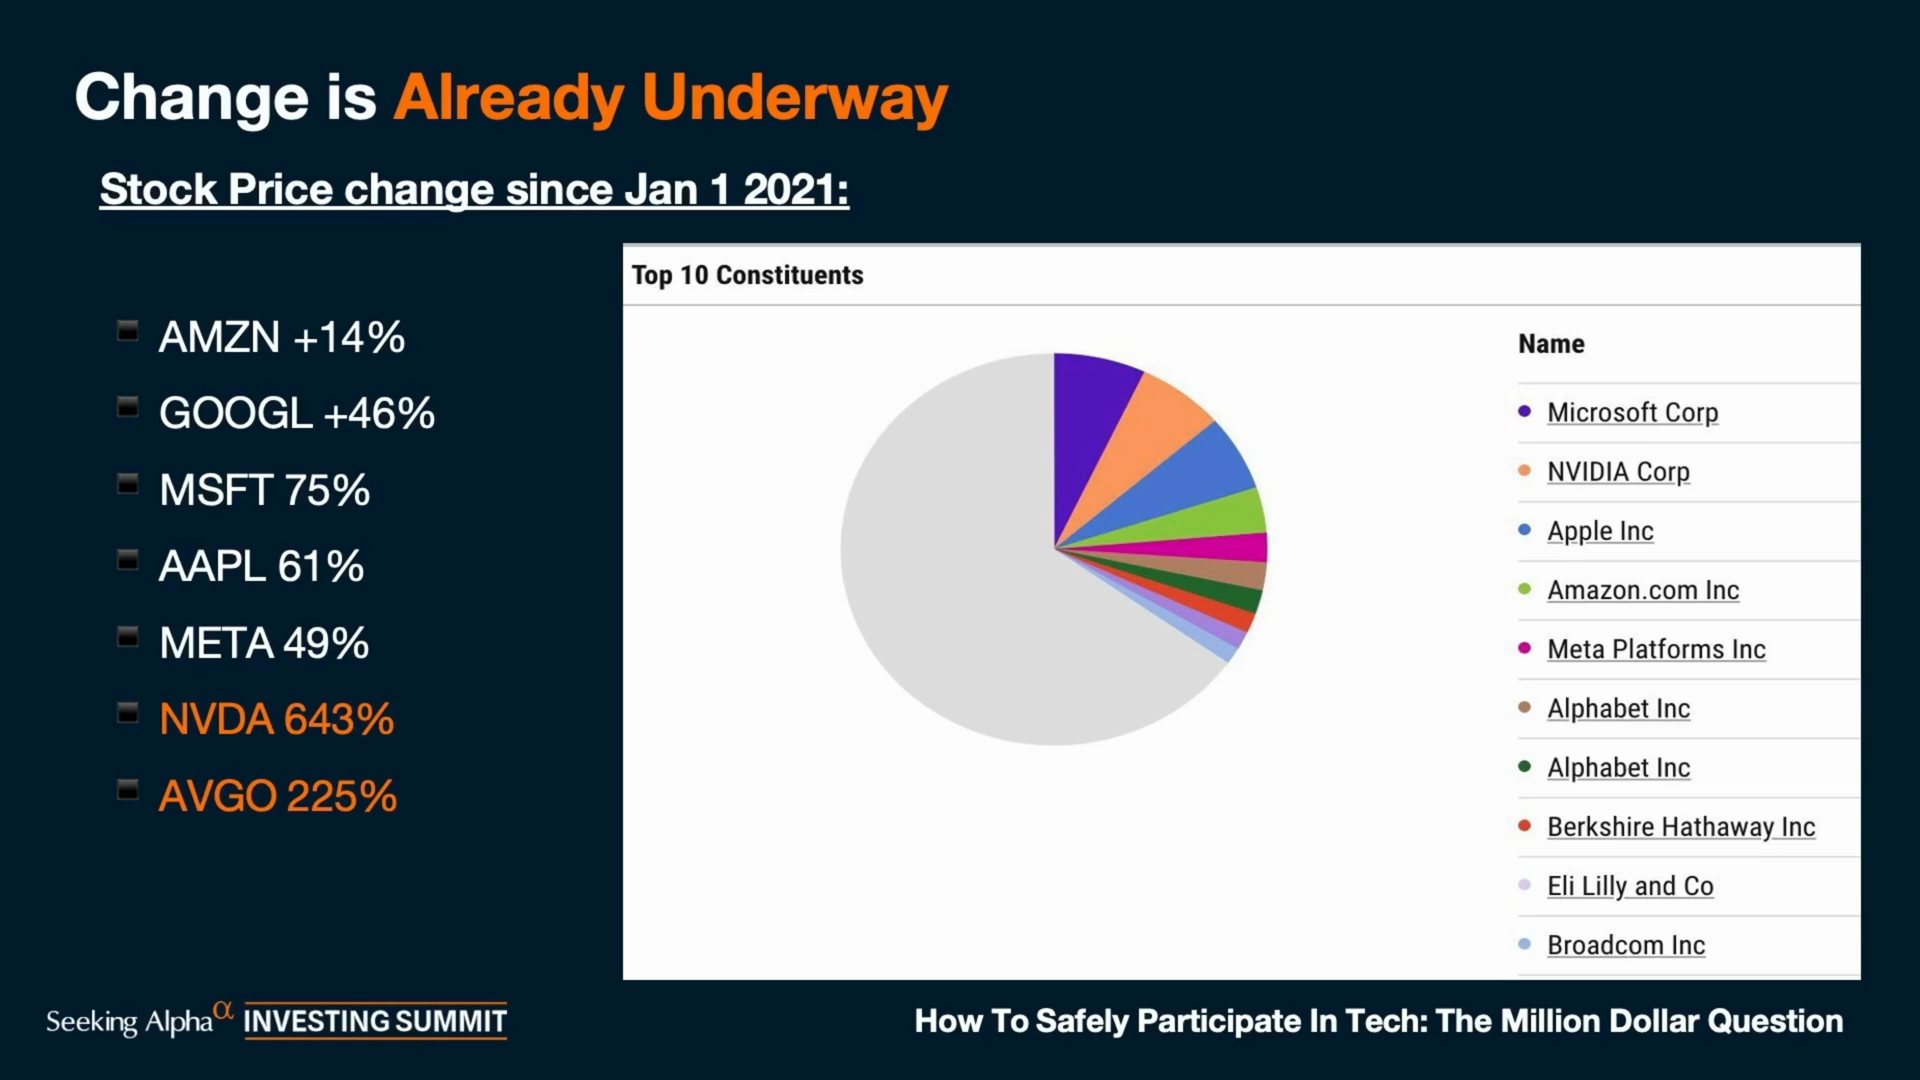 Change is Already Underway
Stock Price change since Jan 1 2021:
AMZN +14%
GOOGL +46%
MSFT 75%
AAPL 61%
META 49%
NVDA 643%
AVGO 225%
Top 10 Constituents
Name
Microsoft Corp
NVIDIA Corp
Apple Inc
Amazon.com Inc
Meta Platforms Inc
Alphabet Inc
Alphabet Inc
Berkshire Hathaway Inc
Eli Lilly and Co
Broadcom Inc
Seeking Alpha α INVESTING SUMMIT
How To Safely Participate In Tech: The Million Dollar Question